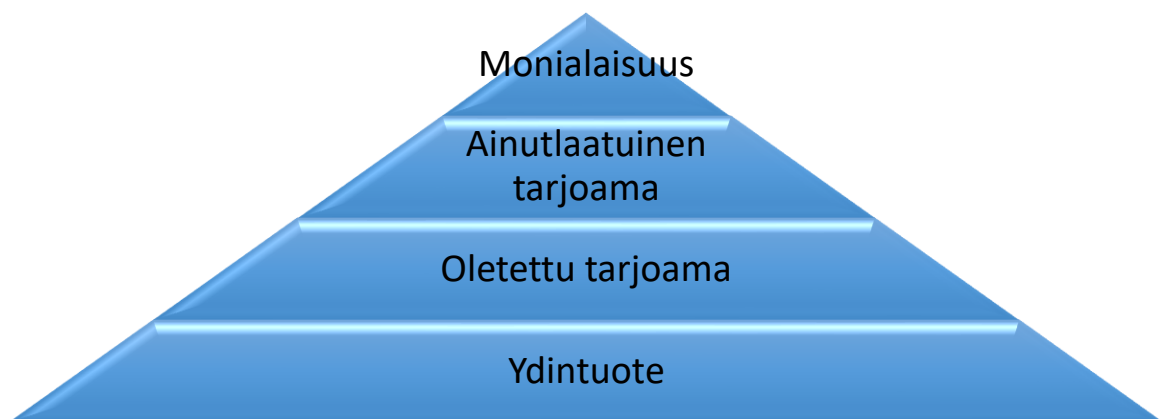 Monialaisuus
Ainutlaatuinen
tarjoama
Oletettu tarjoama
Ydintuote